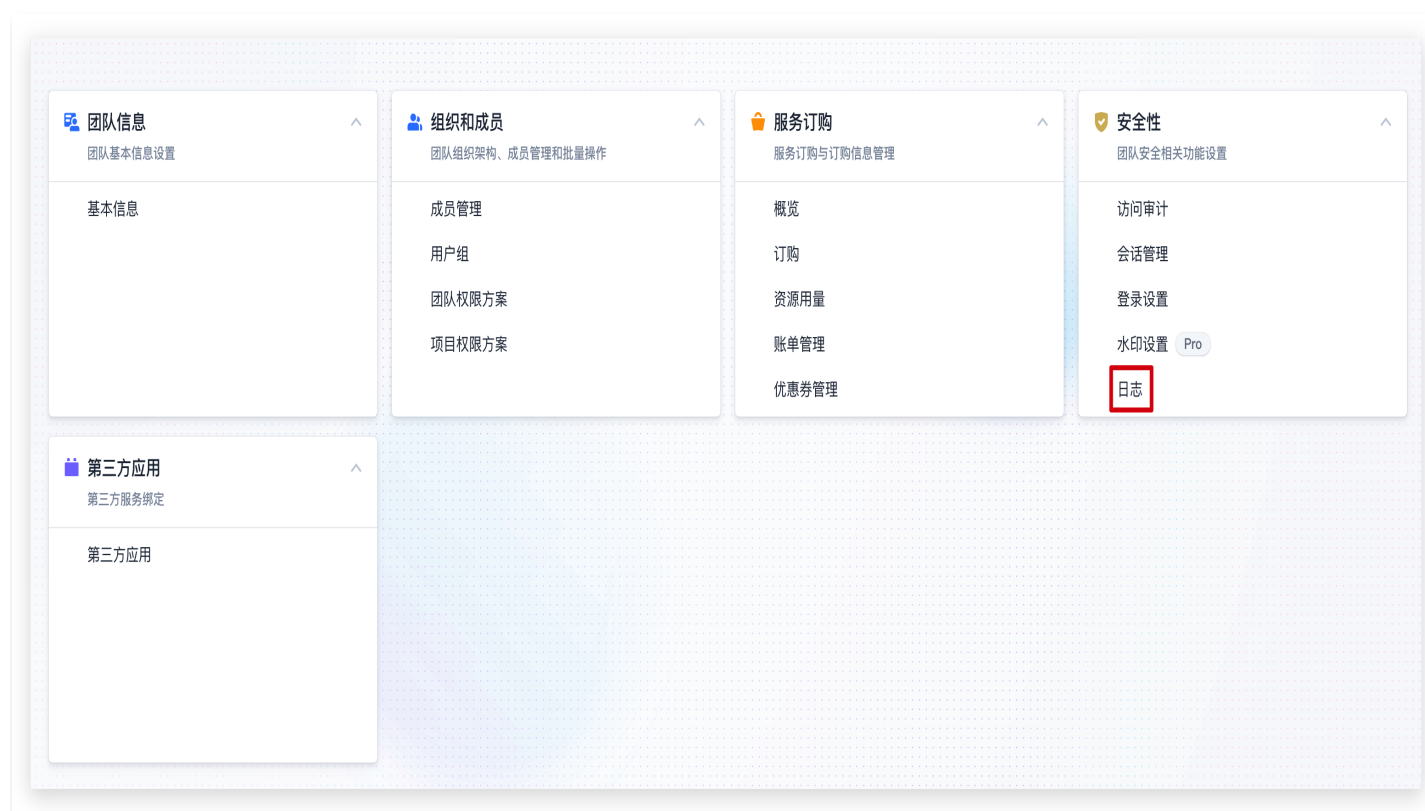 团队信息
团队基本信息设置
基本信息
组织和成员
团队组织架构、成员管理和批量操作
成员管理
用户组
团队权限方案
项目权限方案
服务订购
服务订购与订购信息管理
概览
订购
资源用量
账单管理
优惠券管理
安全性
团队安全相关功能设置
访问审计
会话管理
登录设置
水印设置 Pro
日志
第三方应用
第三方服务绑定
第三方应用